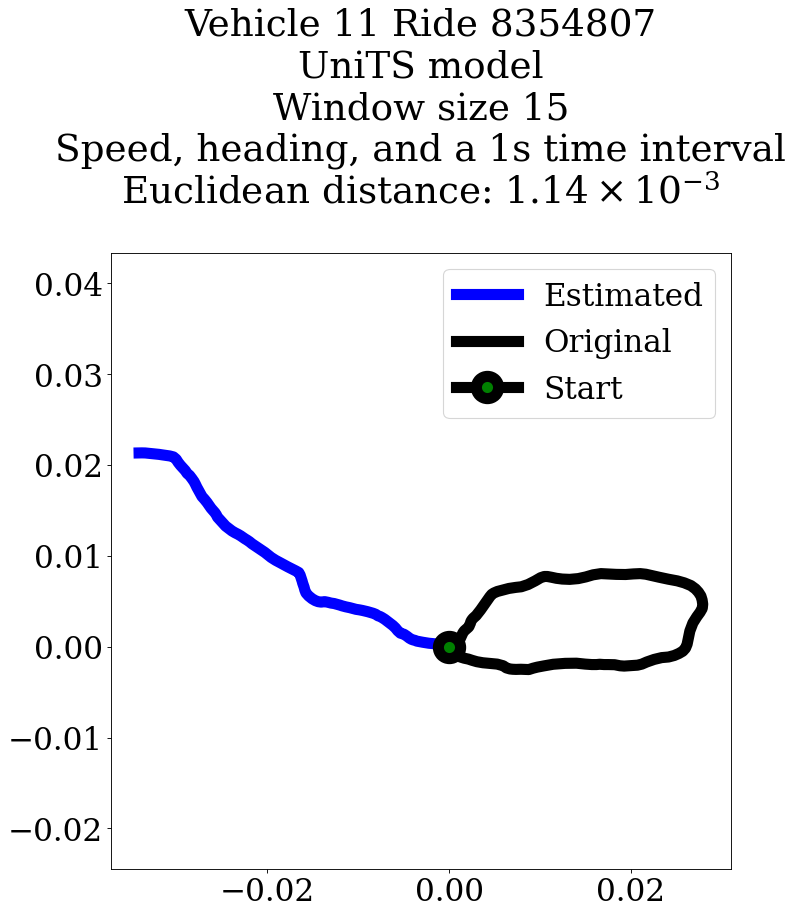 Vehicle 11 Ride 8354807
UniTS model
Window size 15
Speed, heading, and a 1s time interval
Euclidean distance: 1.14 × 10⁻³
Estimated
Original
Start
0.04
0.03
0.02
0.01
0.00
−0.01
−0.02
−0.02 0.00 0.02